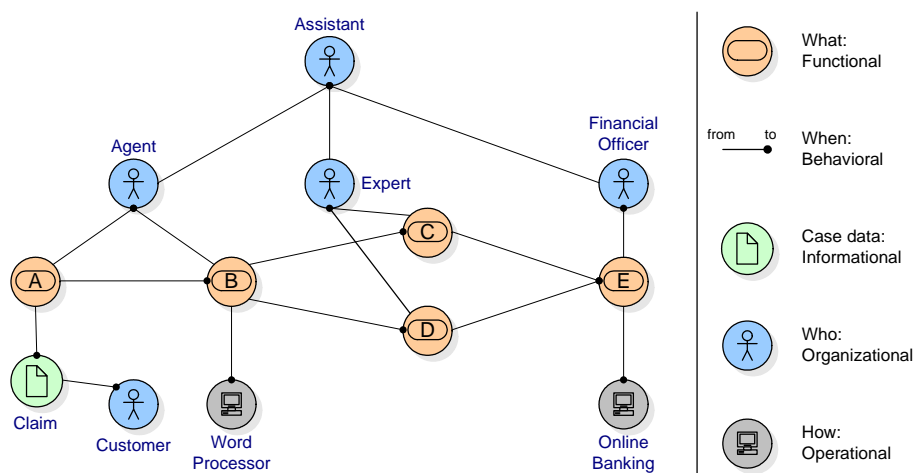 Assistant
Agent
Expert
Financial
Officer
A
B
C
D
E
Claim
Customer
Word
Processor
Online
Banking
What:
Functional
from to
When:
Behavioral
Case data:
Informational
Who:
Organizational
How:
Operational